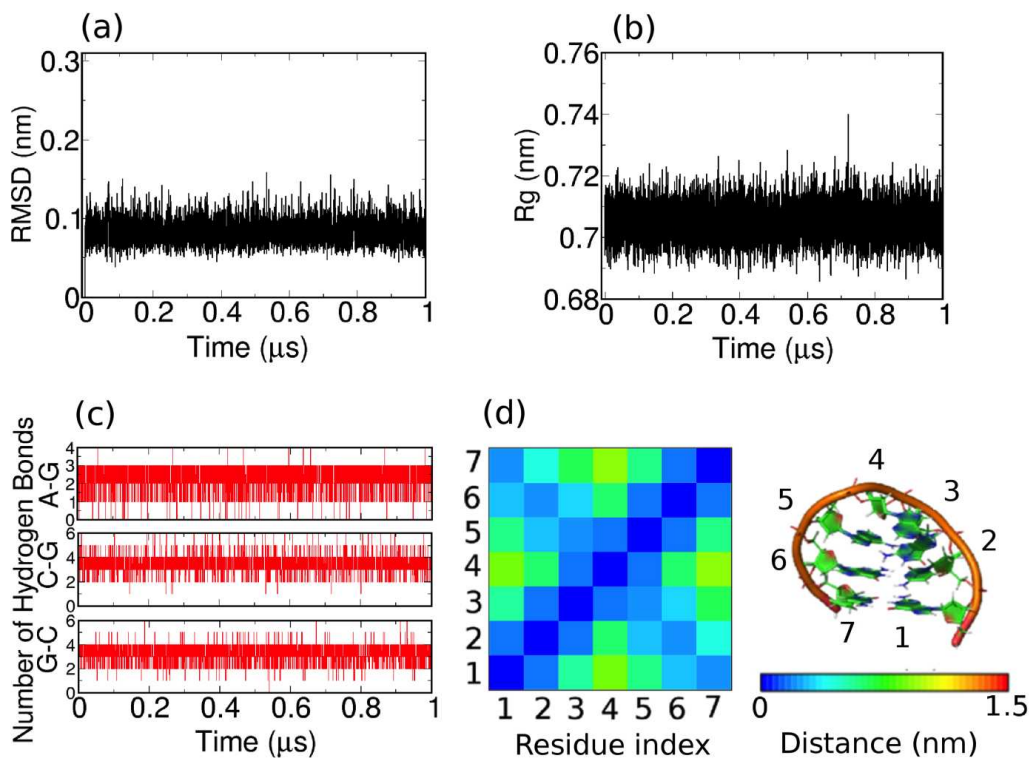 (a)
RMSD (nm)
0.3
0.2
0.1
0
0 0.2 0.4 0.6 0.8 1
Time (μs)
(b)
Rg (nm)
0.76
0.74
0.72
0.7
0.68
0 0.2 0.4 0.6 0.8 1
Time (μs)
(c)
Number of Hydrogen Bonds
A-G
4
3
2
1
0
C-G
6
4
2
0
G-C
6
4
2
0
0 0.2 0.4 0.6 0.8 1
Time (μs)
(d)
7
6
5
4
3
2
1
1 2 3 4 5 6 7
Residue index
4
3
5
2
6
7
1
0 1.5
Distance (nm)